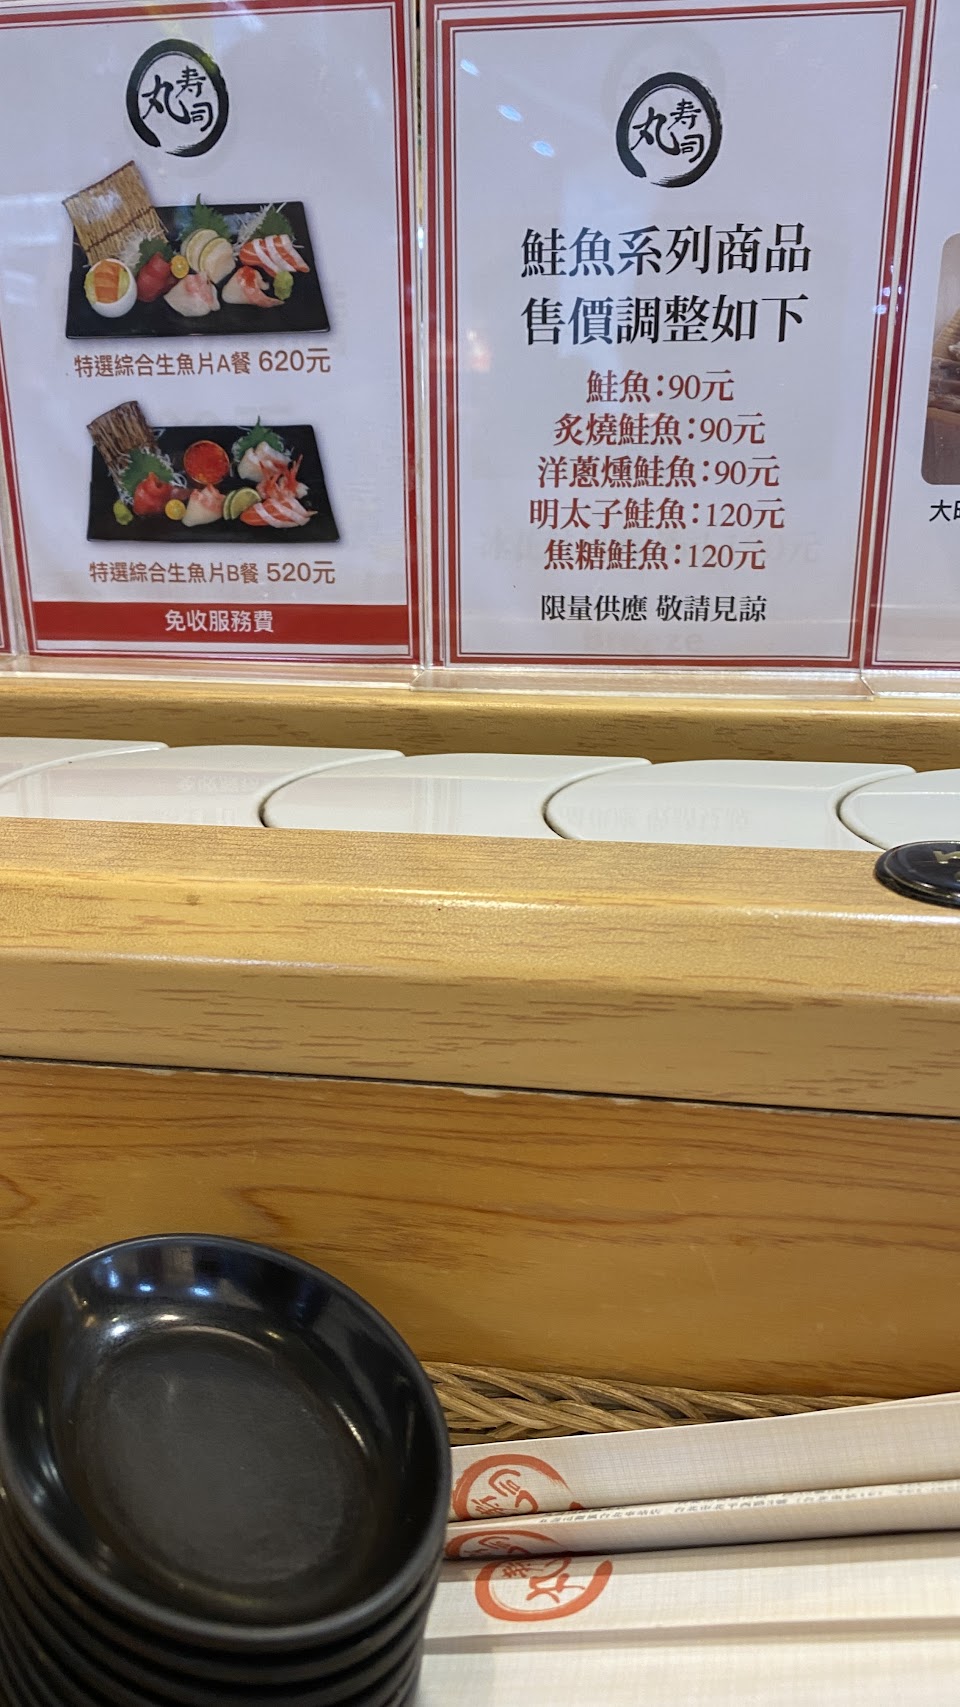 丸寿司
特選綜合生魚片A餐 620元
特選綜合生魚片B餐 520元
免收服務費
丸寿司
鮭魚系列商品
售價調整如下
鮭魚：90元
炙燒鮭魚：90元
洋蔥燻鮭魚：90元
明太子鮭魚：120元
焦糖鮭魚：120元
限量供應 敬請見諒
大